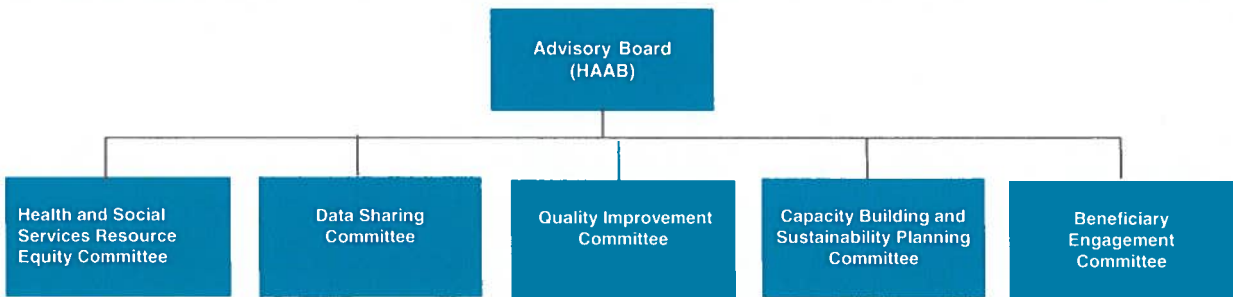 Advisory Board
(HAAB)
Health and Social
Services Resource
Equity Committee
Data Sharing
Committee
Quality Improvement
Committee
Capacity Building and
Sustainability Planning
Committee
Beneficiary
Engagement
Committee